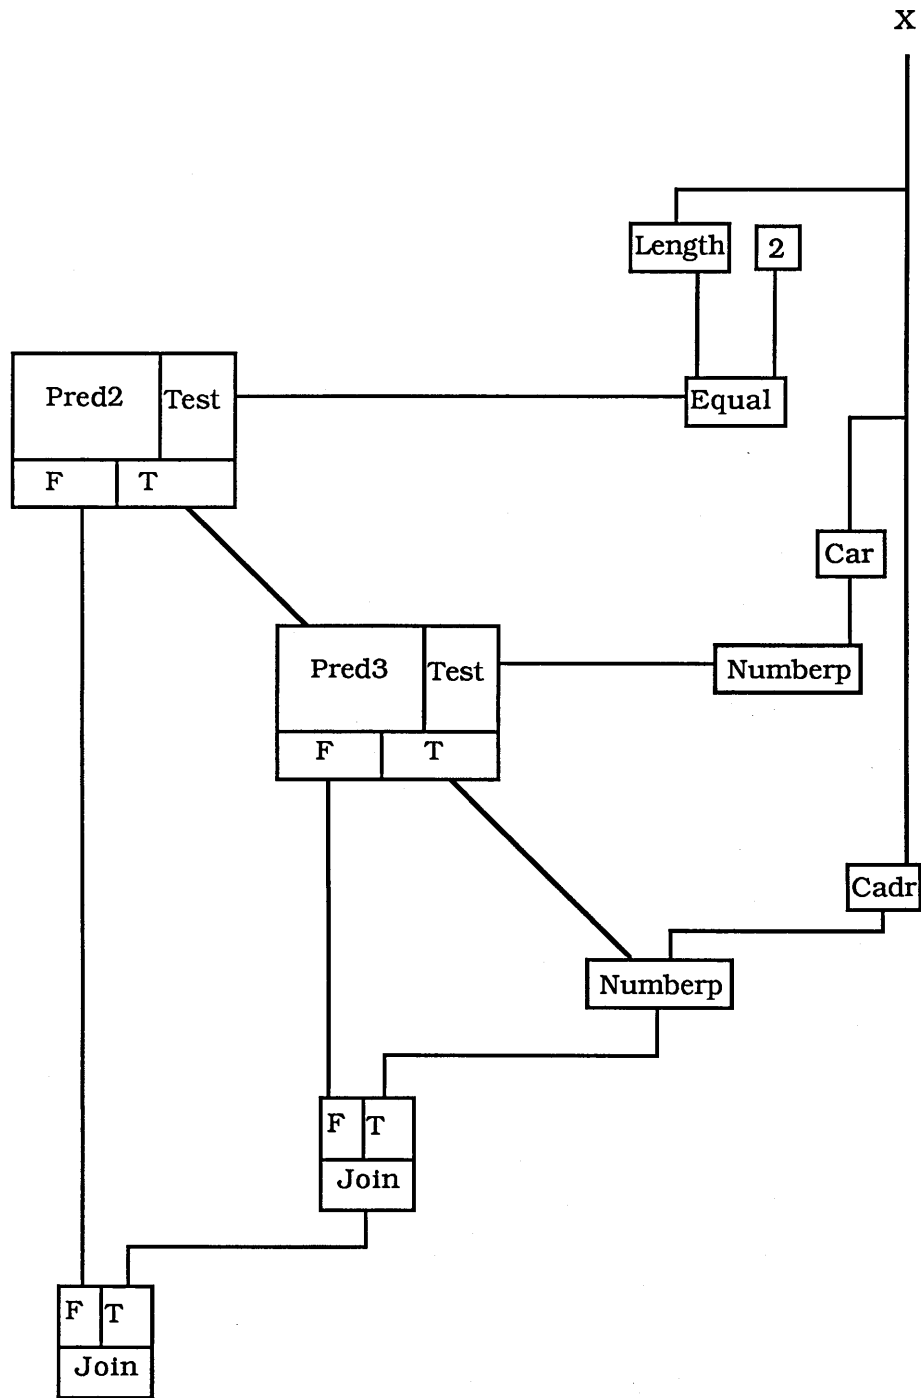 X
Length 2
Pred2 Test Equal
F T
Car
Pred3 Test Numberp
F T
Cadr
Numberp
F T
Join
F T
Join